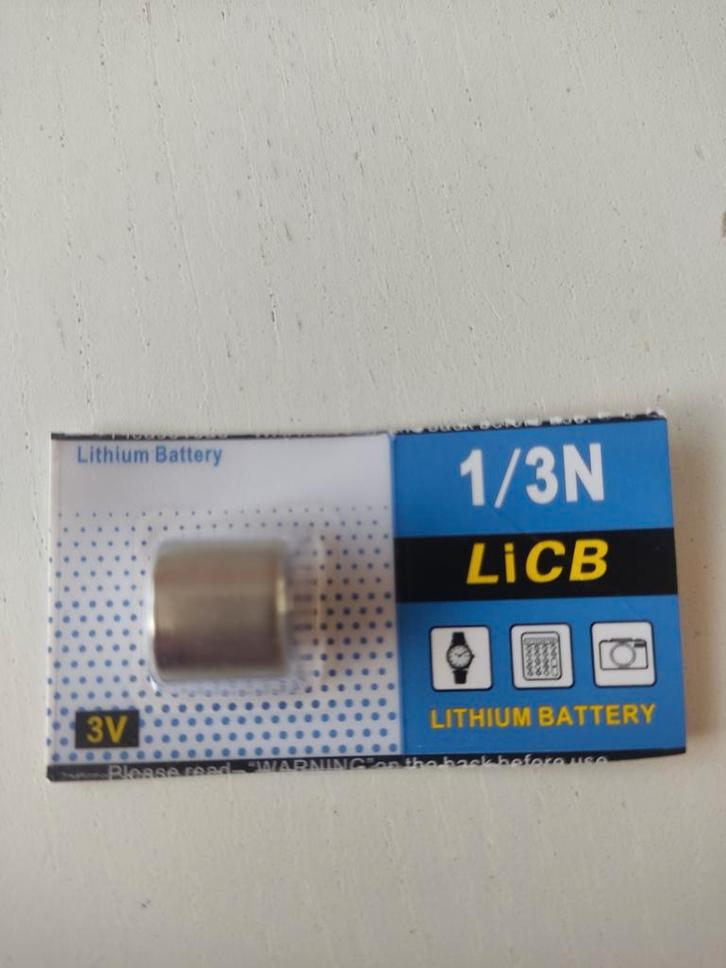 Lithium Battery
1/3N
LiCB
3V
LITHIUM BATTERY
Please read "WARNING" on the back before use